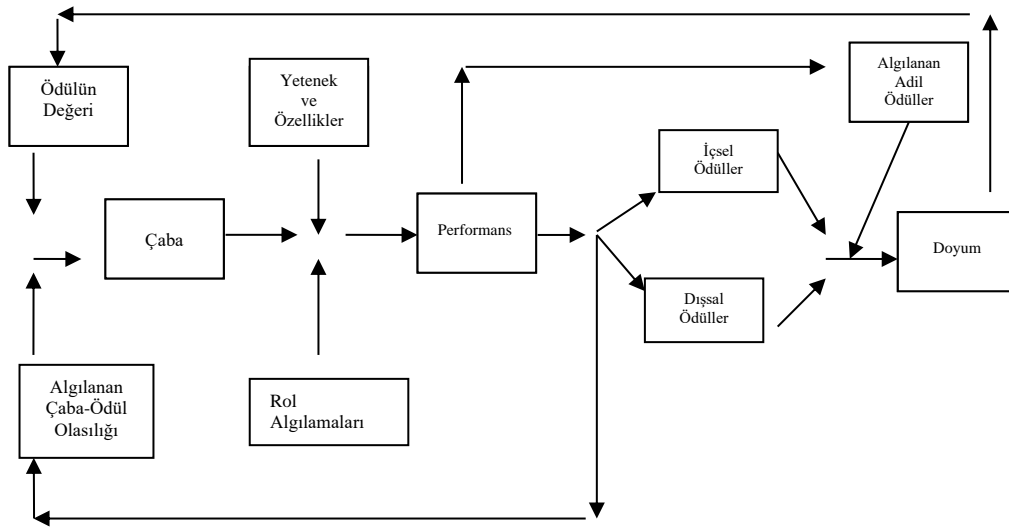 Ödülün
Değeri
Yetenek
ve
Özellikler
Algılanan
Adil
Ödüller
İçsel
Ödüller
Çaba
Performans
Doyum
Dışsal
Ödüller
Algılanan
Çaba-Ödül
Olasılığı
Rol
Algılamaları